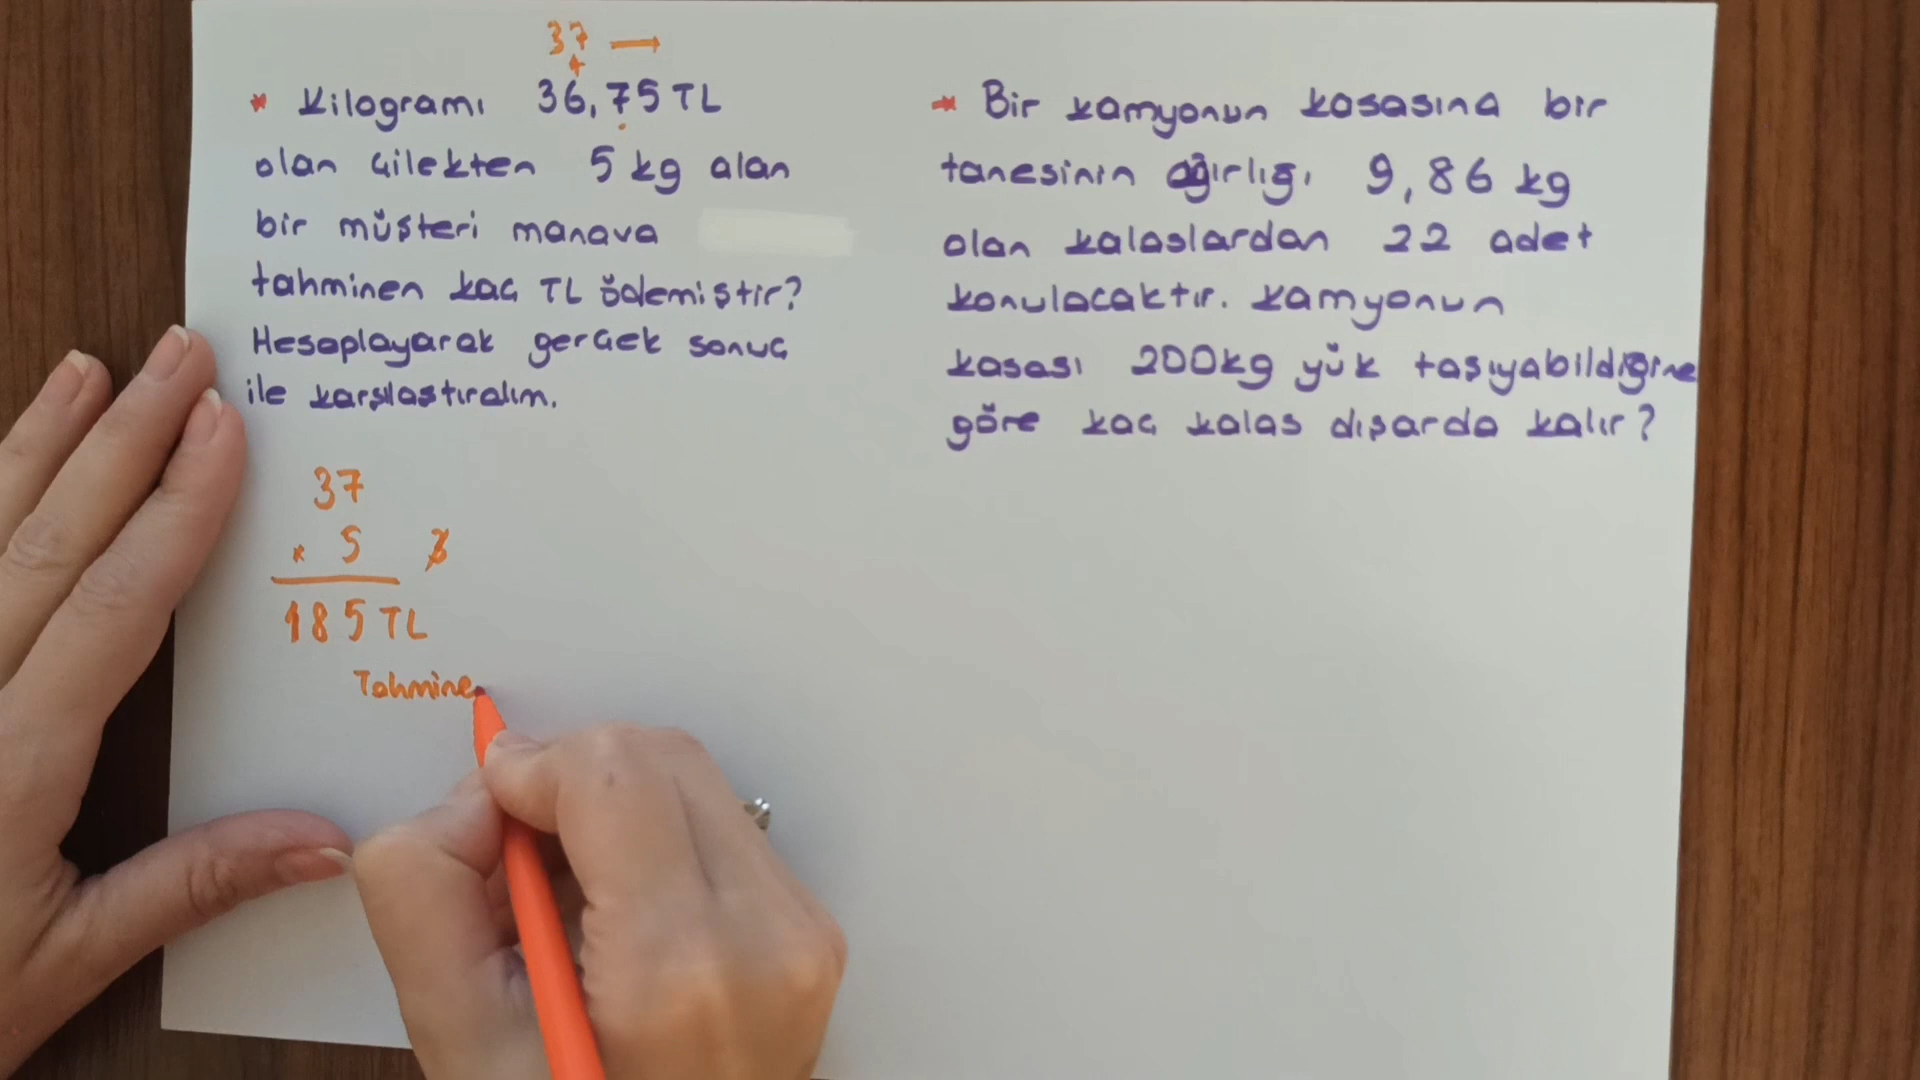 37 →
* Kilogramı 36,75 TL
olan çilekten 5 kg alan
bir müşteri manava
tahminen kaç TL ödemiştir?
Hesaplayarak gerçek sonuç
ile karşılaştıralım.
37
× 5 3
185 TL
Tahmine
* Bir kamyonun kasasına bir
tanesinin ağırlığı 9,86 kg
olan kalaslardan 22 adet
konulacaktır. Kamyonun
kasası 200kg yük taşıyabildiğine
göre kaç kalas dışarda kalır?